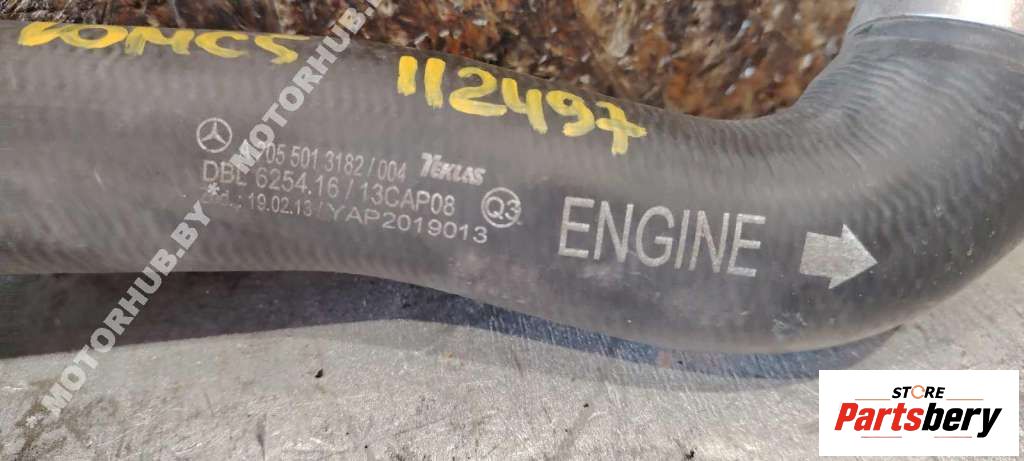 112497
05 501 3182/004 TEKLAS
DBL 6254.16/13CAP08
19.02.13/YAP2019013 Q3
ENGINE
MOTORHUB.BY MOTORHUB.BY
STORE
Partsbery